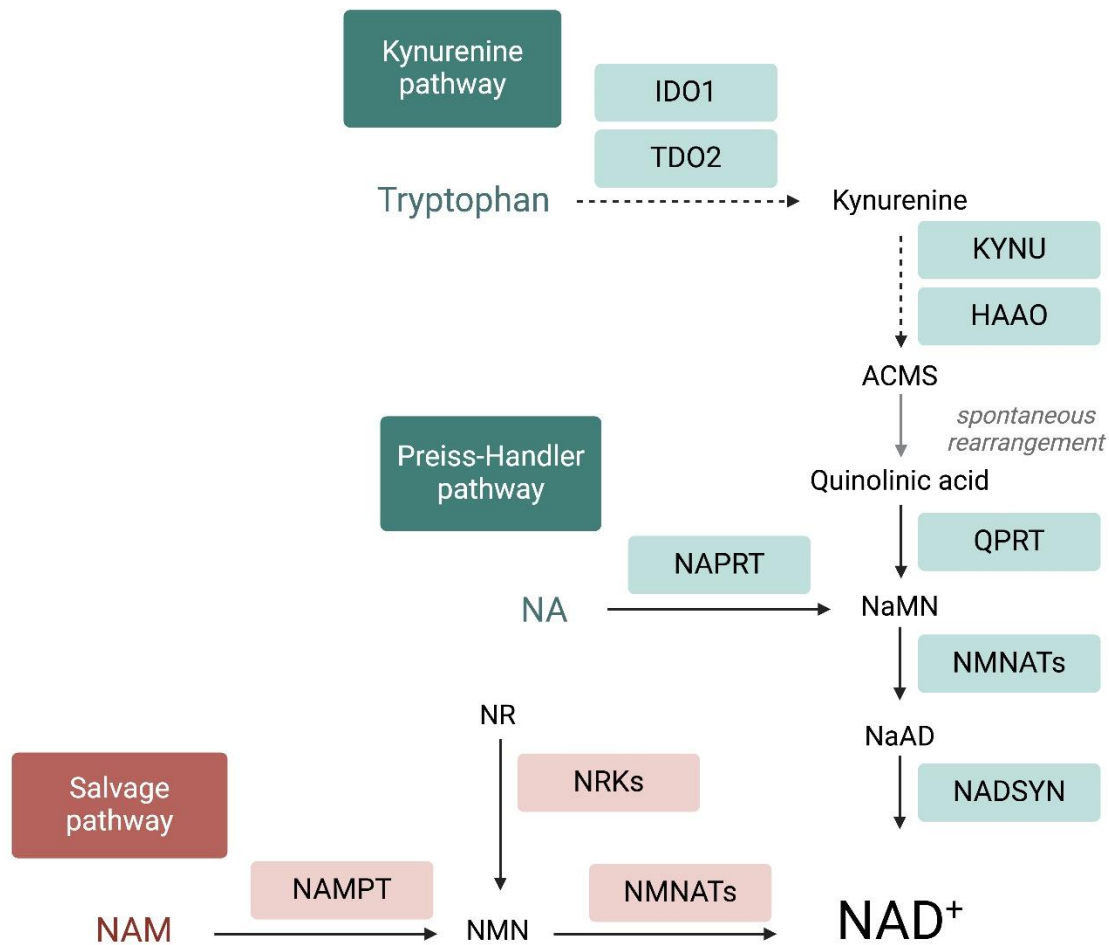 Kynurenine
pathway
IDO1
TDO2
Tryptophan
Kynurenine
KYNU
HAAO
ACMS
spontaneous
rearrangement
Preiss-Handler
pathway
Quinolinic acid
QPRT
NAPRT
NA
NaMN
NMNATs
NR
NaAD
NRKs
NADSYN
Salvage
pathway
NAMPT
NMNATs
NAM
NMN
NAD⁺